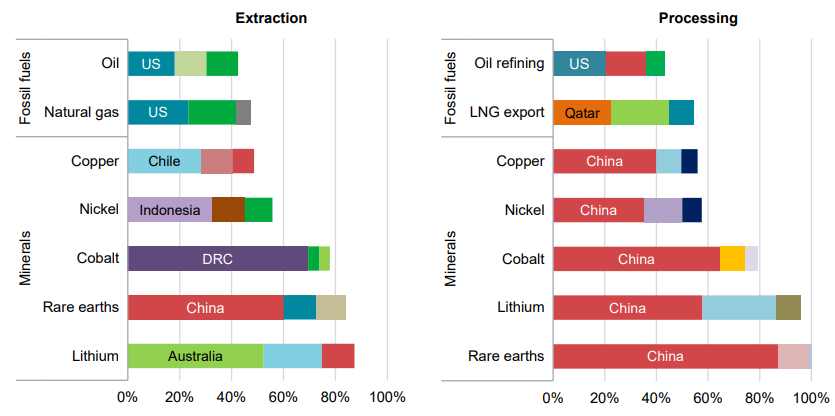 Extraction
Processing
Fossil fuels
Oil US
Natural gas US
Minerals
Copper Chile
Nickel Indonesia
Cobalt DRC
Rare earths China
Lithium Australia
0% 20% 40% 60% 80% 100%
Fossil fuels
Oil refining US
LNG export Qatar
Minerals
Copper China
Nickel China
Cobalt China
Lithium China
Rare earths China
0% 20% 40% 60% 80% 100%